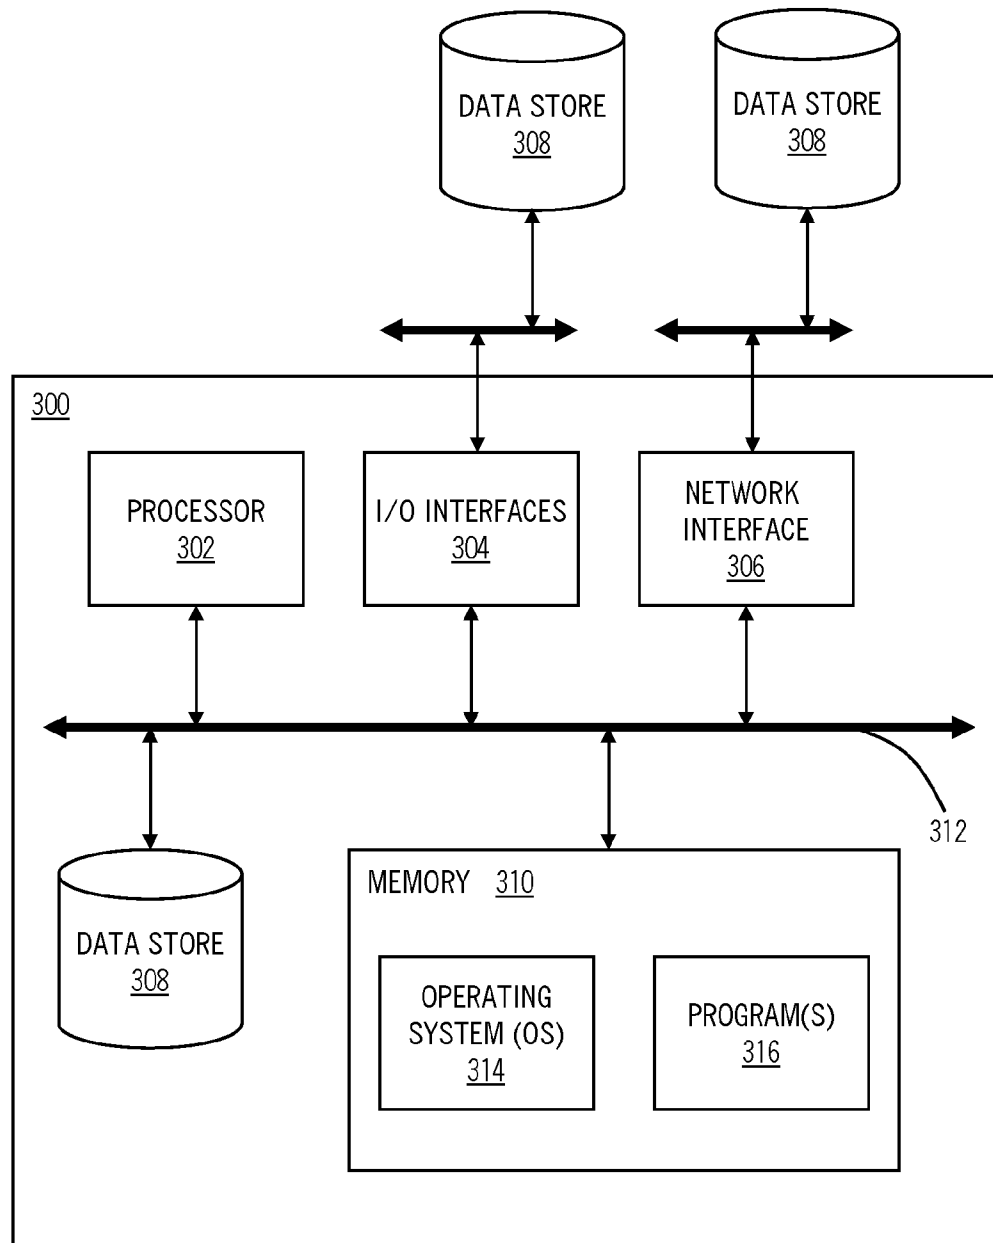 DATA STORE
308
DATA STORE
308
300
PROCESSOR
302
I/O INTERFACES
304
NETWORK
INTERFACE
306
312
DATA STORE
308
MEMORY 310
OPERATING
SYSTEM (OS)
314
PROGRAM(S)
316